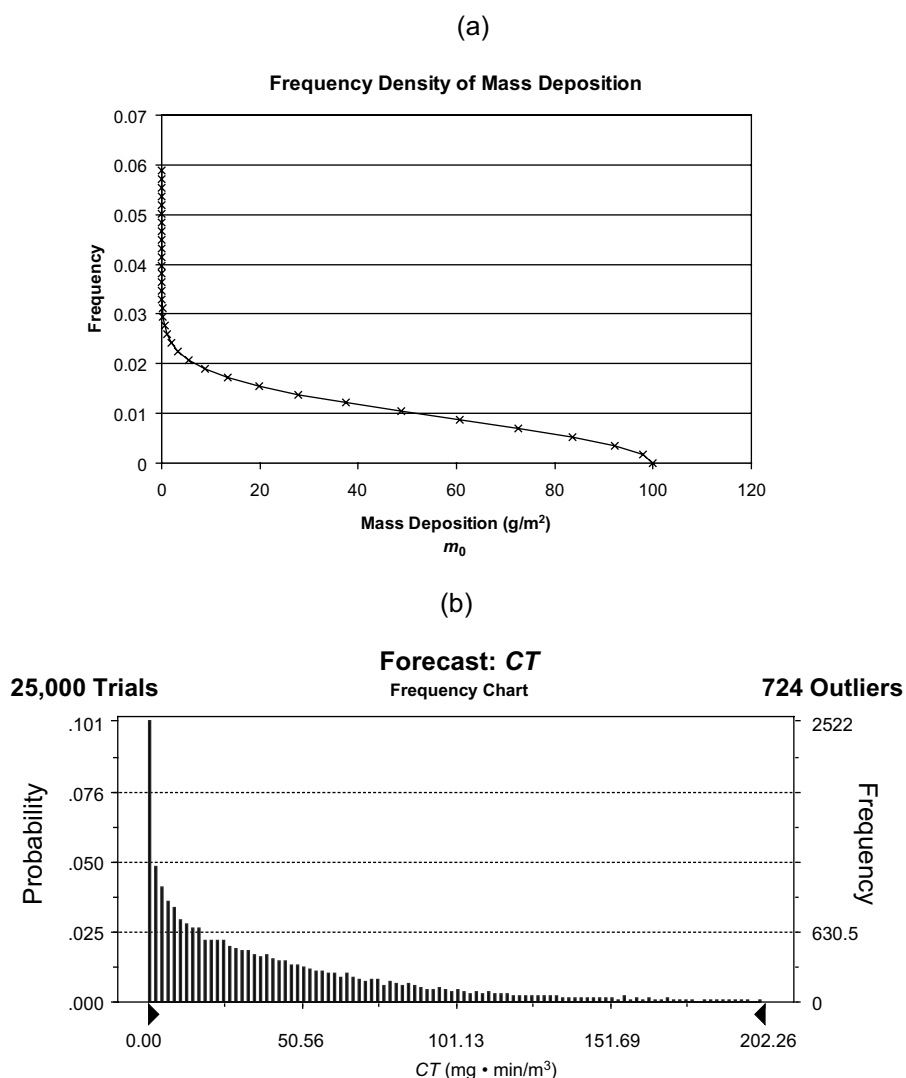 (a)
Frequency Density of Mass Deposition
0.07
0.06
0.05
0.04
0.03
0.02
0.01
0
Frequency
0 20 40 60 80 100 120
Mass Deposition (g/m²)
m₀
(b)
Forecast: CT
25,000 Trials Frequency Chart 724 Outliers
.101 2522
.076
.050
.025 630.5
.000 0
Probability
Frequency
0.00 50.56 101.13 151.69 202.26
CT (mg • min/m³)